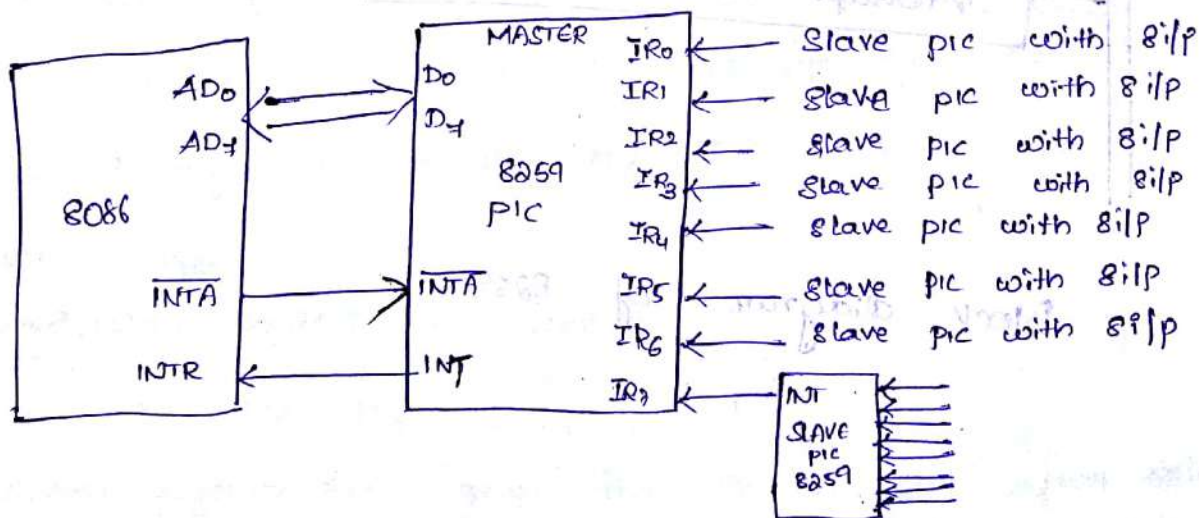 MASTER
IR0 Slave pic with 8i/p
AD0 D0
IR1 Slave pic with 8i/p
AD7 D7
IR2 Slave pic with 8i/p
8259
IR3 Slave pic with 8i/p
8086
PIC
IR4 Slave pic with 8i/p
INTA INTA
IR5 Slave pic with 8i/p
IR6 Slave pic with 8i/p
INTR INT
IR7
INT
SLAVE
PIC
8259